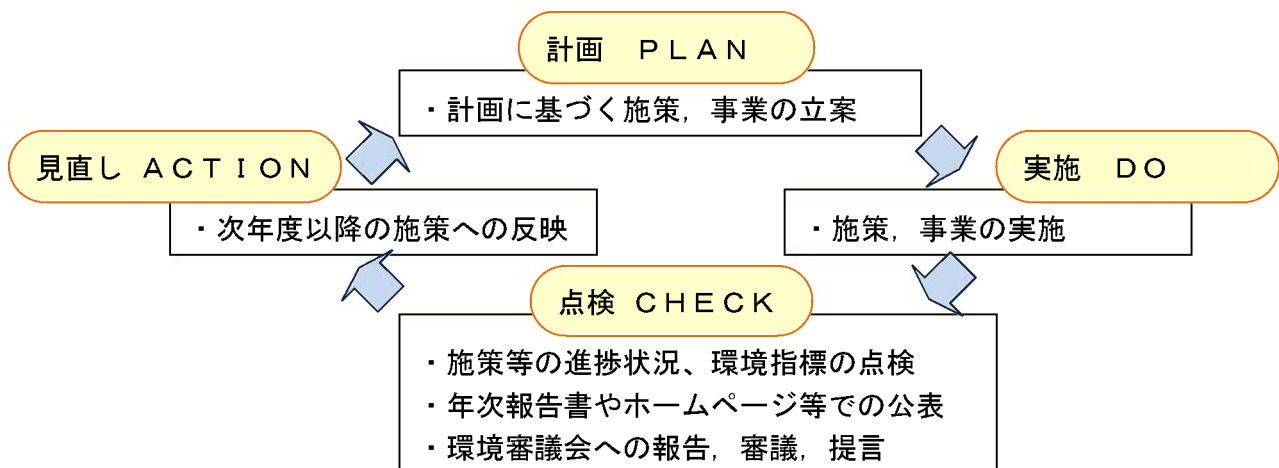 計画　ＰＬＡＮ
・計画に基づく施策，事業の立案
見直し ＡＣＴＩＯＮ
・次年度以降の施策への反映
実施　ＤＯ
・施策，事業の実施
点検 ＣＨＥＣＫ
・施策等の進捗状況、環境指標の点検
・年次報告書やホームページ等での公表
・環境審議会への報告，審議，提言